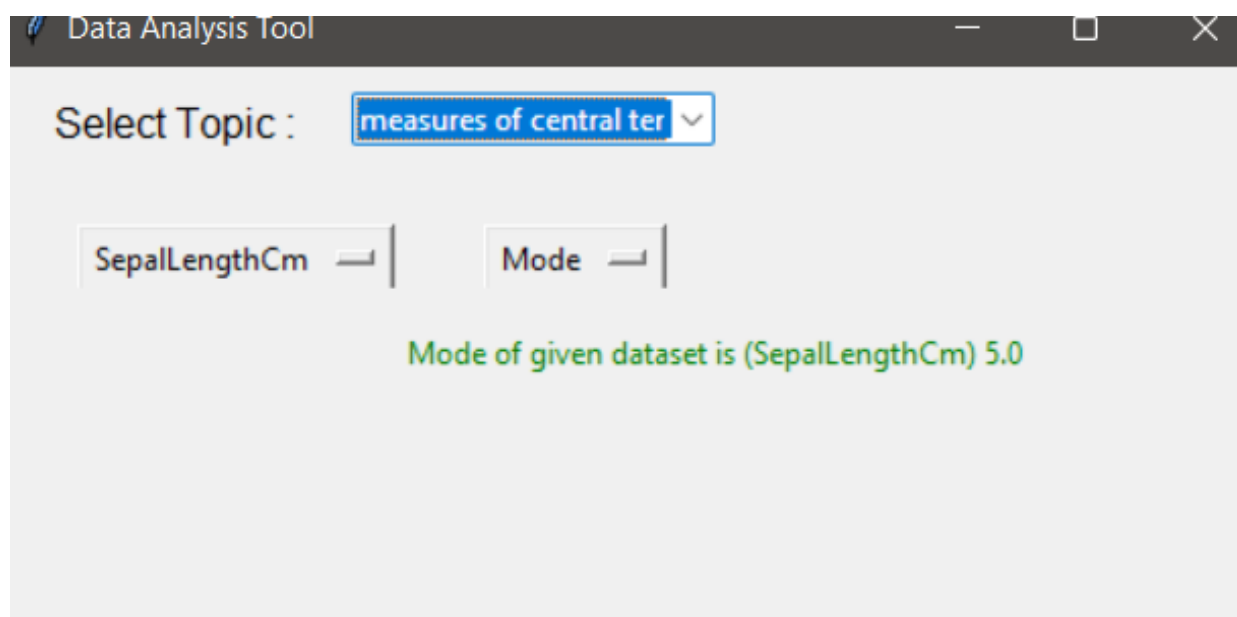 Data Analysis Tool
Select Topic : measures of central ter
SepalLengthCm Mode
Mode of given dataset is (SepalLengthCm) 5.0